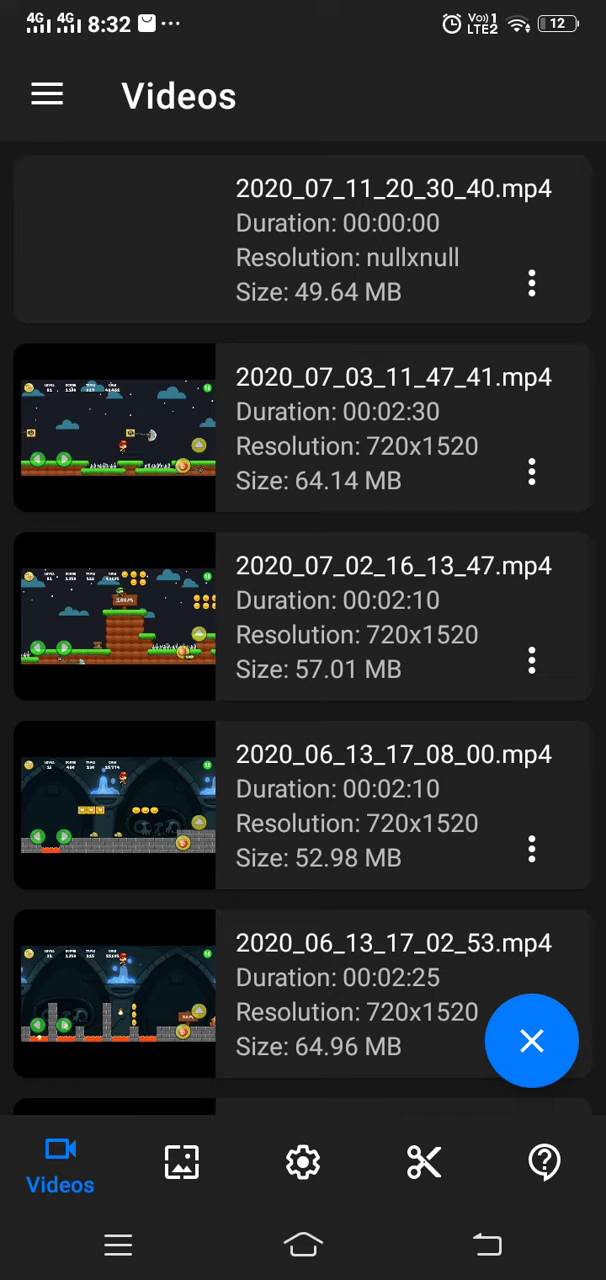 4G 4G 8:32 ... Vo)) 1 LTE2 12
Videos
2020_07_11_20_30_40.mp4
Duration: 00:00:00
Resolution: nullxnull
Size: 49.64 MB
2020_07_03_11_47_41.mp4
Duration: 00:02:30
Resolution: 720x1520
Size: 64.14 MB
2020_07_02_16_13_47.mp4
Duration: 00:02:10
Resolution: 720x1520
Size: 57.01 MB
2020_06_13_17_08_00.mp4
Duration: 00:02:10
Resolution: 720x1520
Size: 52.98 MB
2020_06_13_17_02_53.mp4
Duration: 00:02:25
Resolution: 720x1520
Size: 64.96 MB
Videos